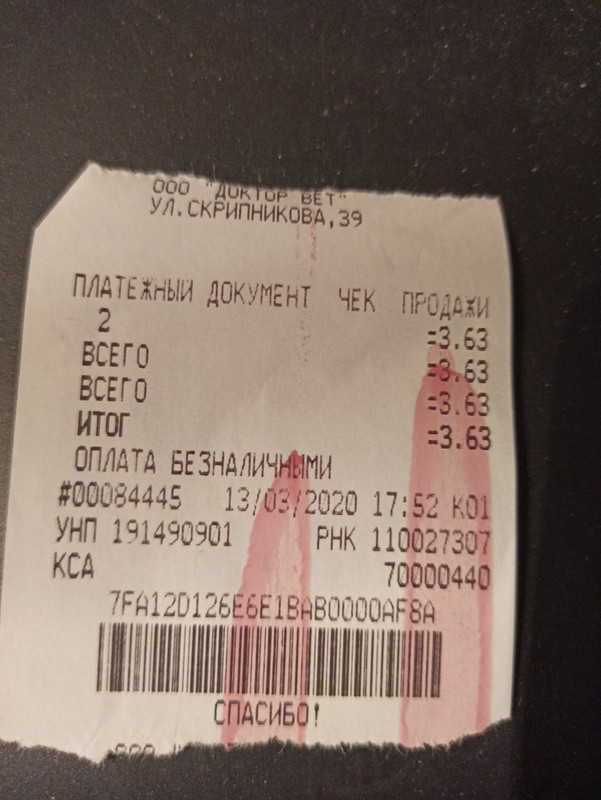 ООО "ДОКТОР ВЕТ"
УЛ.СКРИПНИКОВА,39
ПЛАТЕЖНЫЙ ДОКУМЕНТ ЧЕК ПРОДАЖИ
2 =3.63
ВСЕГО =3.63
ВСЕГО =3.63
ИТОГ =3.63
ОПЛАТА БЕЗНАЛИЧНЫМИ
#00084445 13/03/2020 17:52 К01
УНП 191490901 РНК 110027307
КСА 70000440
7FA12D126E6E1BAB0000AF8A
СПАСИБО!